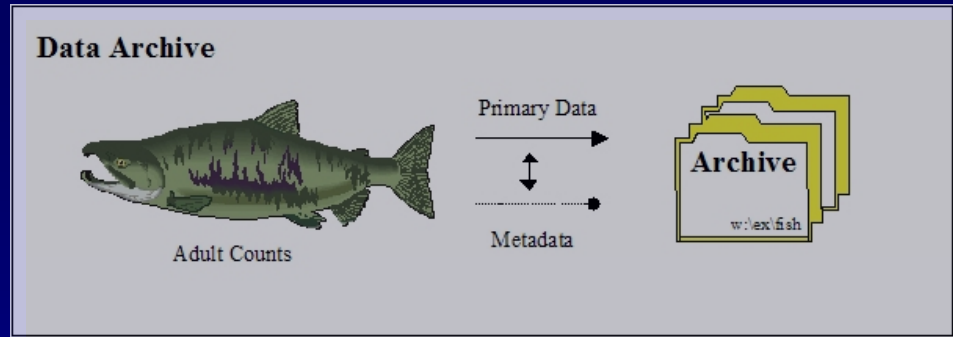 Data Archive
Primary Data
Archive
w:\ex\fish
Metadata
Adult Counts